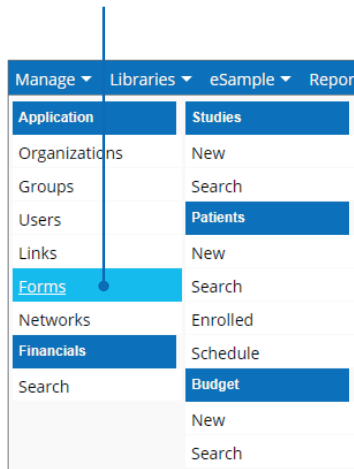 Manage Libraries eSample Repor
Application
Organizations
Groups
Users
Links
Forms
Networks
Financials
Search
Studies
New
Search
Patients
New
Search
Enrolled
Schedule
Budget
New
Search